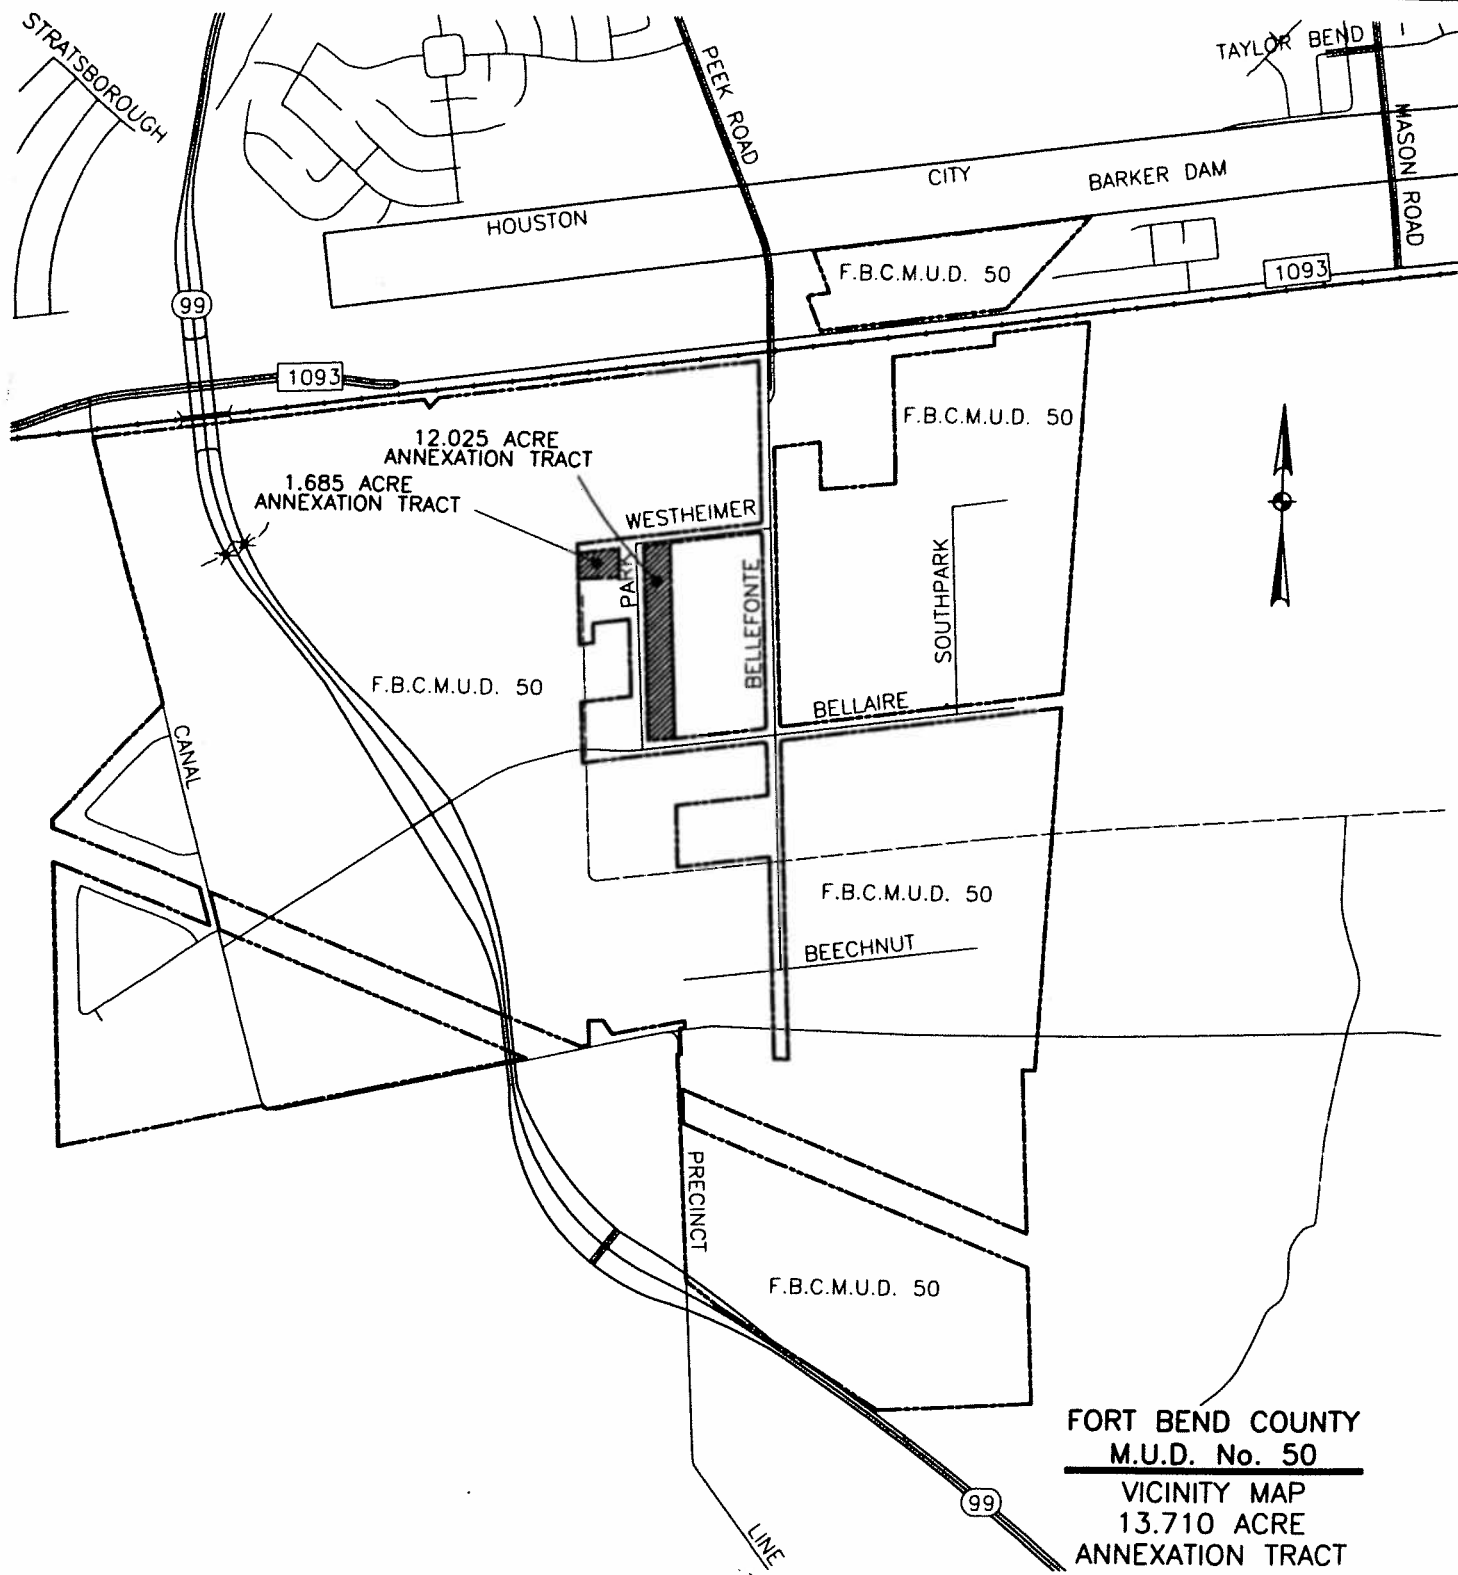 STRATSBOROUGH
PEEK ROAD
TAYLOR BEND
MASON ROAD
CITY
BARKER DAM
HOUSTON
F.B.C.M.U.D. 50
1093
99
1093
F.B.C.M.U.D. 50
12.025 ACRE
ANNEXATION TRACT
1.685 ACRE
ANNEXATION TRACT
WESTHEIMER
PARK
BELLEFONTE
SOUTHPARK
F.B.C.M.U.D. 50
BELLAIRE
CANAL
F.B.C.M.U.D. 50
BEECHNUT
PRECINCT
F.B.C.M.U.D. 50
LINE
99
FORT BEND COUNTY
M.U.D. No. 50
VICINITY MAP
13.710 ACRE
ANNEXATION TRACT